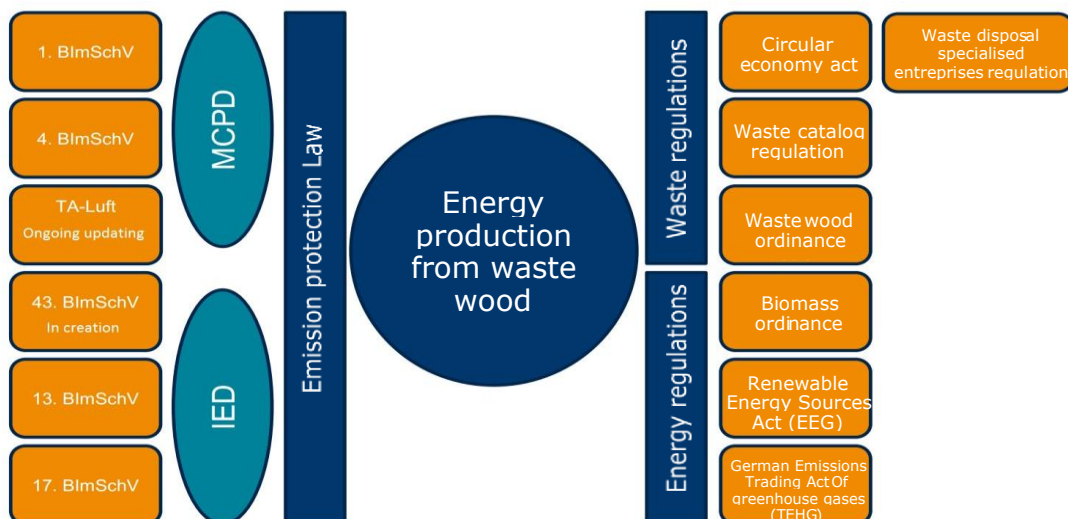 1. BImSchV
4. BImSchV
TA-Luft
Ongoing updating
43. BImSchV
In creation
13. BImSchV
17. BImSchV
MCPD
IED
Emission protection Law
Energy
production
from waste
wood
Waste regulations
Energy regulations
Circular
economy act
Waste disposal
specialised
entreprises regulation
Waste catalog
regulation
Waste wood
ordinance
Biomass
ordinance
Renewable
Energy Sources
Act (EEG)
German Emissions
Trading Act Of
greenhouse gases
(TEHG)